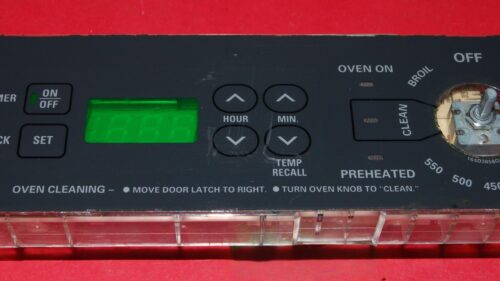 OFF
OVEN ON
BROIL
MER
ON
OFF
CLEAN
HOUR
MIN.
CK
SET
TEMP
RECALL
PREHEATED
550
500
450
OVEN CLEANING – ● MOVE DOOR LATCH TO RIGHT. ● TURN OVEN KNOB TO "CLEAN."